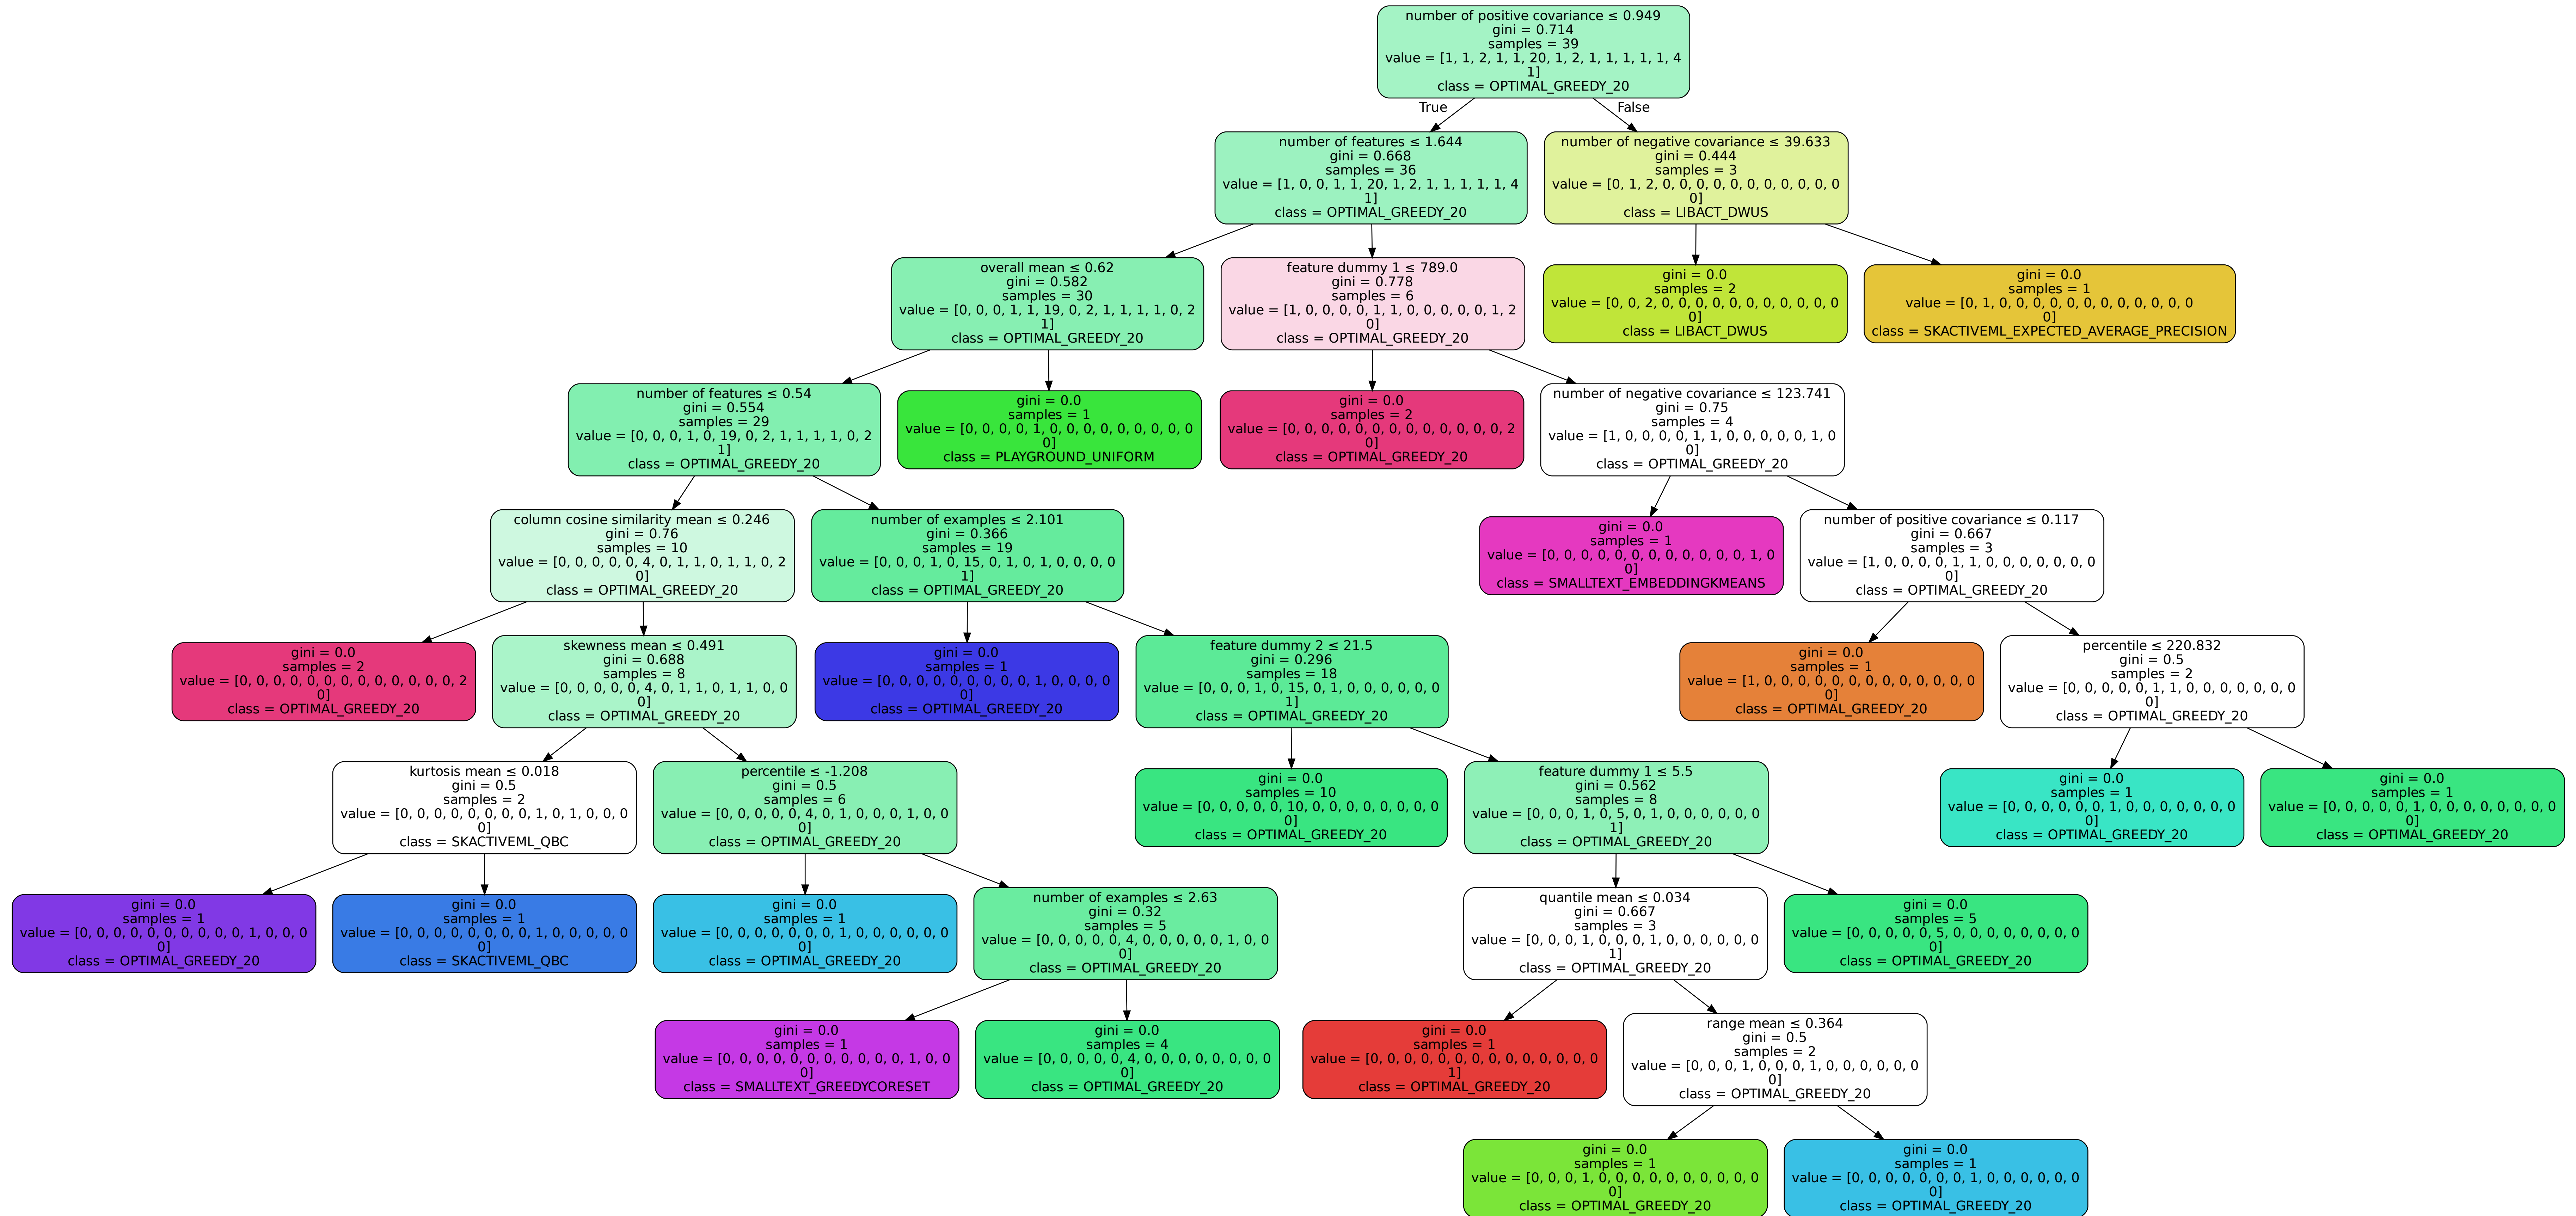 number of positive covariance ≤ 0.949
gini = 0.714
samples = 39
value = [1, 1, 2, 1, 1, 20, 1, 2, 1, 1, 1, 1, 1, 4
1]
class = OPTIMAL_GREEDY_20
True
False
number of features ≤ 1.644
gini = 0.668
samples = 36
value = [1, 0, 0, 1, 1, 20, 1, 2, 1, 1, 1, 1, 1, 4
1]
class = OPTIMAL_GREEDY_20
number of negative covariance ≤ 39.633
gini = 0.444
samples = 3
value = [0, 1, 2, 0, 0, 0, 0, 0, 0, 0, 0, 0, 0, 0
0]
class = LIBACT_DWUS
overall mean ≤ 0.62
gini = 0.582
samples = 30
value = [0, 0, 0, 1, 1, 19, 0, 2, 1, 1, 1, 1, 0, 2
1]
class = OPTIMAL_GREEDY_20
feature dummy 1 ≤ 789.0
gini = 0.778
samples = 6
value = [1, 0, 0, 0, 0, 1, 1, 0, 0, 0, 0, 0, 1, 2
0]
class = OPTIMAL_GREEDY_20
gini = 0.0
samples = 2
value = [0, 0, 2, 0, 0, 0, 0, 0, 0, 0, 0, 0, 0, 0
0]
class = LIBACT_DWUS
gini = 0.0
samples = 1
value = [0, 1, 0, 0, 0, 0, 0, 0, 0, 0, 0, 0, 0, 0
0]
class = SKACTIVEML_EXPECTED_AVERAGE_PRECISION
number of features ≤ 0.54
gini = 0.554
samples = 29
value = [0, 0, 0, 1, 0, 19, 0, 2, 1, 1, 1, 1, 0, 2
1]
class = OPTIMAL_GREEDY_20
gini = 0.0
samples = 1
value = [0, 0, 0, 0, 1, 0, 0, 0, 0, 0, 0, 0, 0, 0
0]
class = PLAYGROUND_UNIFORM
gini = 0.0
samples = 2
value = [0, 0, 0, 0, 0, 0, 0, 0, 0, 0, 0, 0, 0, 2
0]
class = OPTIMAL_GREEDY_20
number of negative covariance ≤ 123.741
gini = 0.75
samples = 4
value = [1, 0, 0, 0, 0, 1, 1, 0, 0, 0, 0, 0, 1, 0
0]
class = OPTIMAL_GREEDY_20
column cosine similarity mean ≤ 0.246
gini = 0.76
samples = 10
value = [0, 0, 0, 0, 0, 4, 0, 1, 1, 0, 1, 1, 0, 2
0]
class = OPTIMAL_GREEDY_20
number of examples ≤ 2.101
gini = 0.366
samples = 19
value = [0, 0, 0, 1, 0, 15, 0, 1, 0, 1, 0, 0, 0, 0
1]
class = OPTIMAL_GREEDY_20
gini = 0.0
samples = 1
value = [0, 0, 0, 0, 0, 0, 0, 0, 0, 0, 0, 0, 1, 0
0]
class = SMALLTEXT_EMBEDDINGKMEANS
number of positive covariance ≤ 0.117
gini = 0.667
samples = 3
value = [1, 0, 0, 0, 0, 1, 1, 0, 0, 0, 0, 0, 0, 0
0]
class = OPTIMAL_GREEDY_20
gini = 0.0
samples = 2
value = [0, 0, 0, 0, 0, 0, 0, 0, 0, 0, 0, 0, 0, 2
0]
class = OPTIMAL_GREEDY_20
skewness mean ≤ 0.491
gini = 0.688
samples = 8
value = [0, 0, 0, 0, 0, 4, 0, 1, 1, 0, 1, 1, 0, 0
0]
class = OPTIMAL_GREEDY_20
gini = 0.0
samples = 1
value = [0, 0, 0, 0, 0, 0, 0, 0, 0, 1, 0, 0, 0, 0
0]
class = OPTIMAL_GREEDY_20
feature dummy 2 ≤ 21.5
gini = 0.296
samples = 18
value = [0, 0, 0, 1, 0, 15, 0, 1, 0, 0, 0, 0, 0, 0
1]
class = OPTIMAL_GREEDY_20
gini = 0.0
samples = 1
value = [1, 0, 0, 0, 0, 0, 0, 0, 0, 0, 0, 0, 0, 0
0]
class = OPTIMAL_GREEDY_20
percentile ≤ 220.832
gini = 0.5
samples = 2
value = [0, 0, 0, 0, 0, 1, 1, 0, 0, 0, 0, 0, 0, 0
0]
class = OPTIMAL_GREEDY_20
kurtosis mean ≤ 0.018
gini = 0.5
samples = 2
value = [0, 0, 0, 0, 0, 0, 0, 0, 1, 0, 1, 0, 0, 0
0]
class = SKACTIVEML_QBC
percentile ≤ -1.208
gini = 0.5
samples = 6
value = [0, 0, 0, 0, 0, 4, 0, 1, 0, 0, 0, 1, 0, 0
0]
class = OPTIMAL_GREEDY_20
gini = 0.0
samples = 10
value = [0, 0, 0, 0, 0, 10, 0, 0, 0, 0, 0, 0, 0, 0
0]
class = OPTIMAL_GREEDY_20
feature dummy 1 ≤ 5.5
gini = 0.562
samples = 8
value = [0, 0, 0, 1, 0, 5, 0, 1, 0, 0, 0, 0, 0, 0
1]
class = OPTIMAL_GREEDY_20
gini = 0.0
samples = 1
value = [0, 0, 0, 0, 0, 0, 1, 0, 0, 0, 0, 0, 0, 0
0]
class = OPTIMAL_GREEDY_20
gini = 0.0
samples = 1
value = [0, 0, 0, 0, 0, 1, 0, 0, 0, 0, 0, 0, 0, 0
0]
class = OPTIMAL_GREEDY_20
gini = 0.0
samples = 1
value = [0, 0, 0, 0, 0, 0, 0, 0, 0, 0, 1, 0, 0, 0
0]
class = OPTIMAL_GREEDY_20
gini = 0.0
samples = 1
value = [0, 0, 0, 0, 0, 0, 0, 0, 1, 0, 0, 0, 0, 0
0]
class = SKACTIVEML_QBC
gini = 0.0
samples = 1
value = [0, 0, 0, 0, 0, 0, 0, 1, 0, 0, 0, 0, 0, 0
0]
class = OPTIMAL_GREEDY_20
number of examples ≤ 2.63
gini = 0.32
samples = 5
value = [0, 0, 0, 0, 0, 4, 0, 0, 0, 0, 0, 1, 0, 0
0]
class = OPTIMAL_GREEDY_20
quantile mean ≤ 0.034
gini = 0.667
samples = 3
value = [0, 0, 0, 1, 0, 0, 0, 1, 0, 0, 0, 0, 0, 0
1]
class = OPTIMAL_GREEDY_20
gini = 0.0
samples = 5
value = [0, 0, 0, 0, 0, 5, 0, 0, 0, 0, 0, 0, 0, 0
0]
class = OPTIMAL_GREEDY_20
gini = 0.0
samples = 1
value = [0, 0, 0, 0, 0, 0, 0, 0, 0, 0, 0, 1, 0, 0
0]
class = SMALLTEXT_GREEDYCORESET
gini = 0.0
samples = 4
value = [0, 0, 0, 0, 0, 4, 0, 0, 0, 0, 0, 0, 0, 0
0]
class = OPTIMAL_GREEDY_20
gini = 0.0
samples = 1
value = [0, 0, 0, 0, 0, 0, 0, 0, 0, 0, 0, 0, 0, 0
1]
class = OPTIMAL_GREEDY_20
range mean ≤ 0.364
gini = 0.5
samples = 2
value = [0, 0, 0, 1, 0, 0, 0, 1, 0, 0, 0, 0, 0, 0
0]
class = OPTIMAL_GREEDY_20
gini = 0.0
samples = 1
value = [0, 0, 0, 1, 0, 0, 0, 0, 0, 0, 0, 0, 0, 0
0]
class = OPTIMAL_GREEDY_20
gini = 0.0
samples = 1
value = [0, 0, 0, 0, 0, 0, 0, 1, 0, 0, 0, 0, 0, 0
0]
class = OPTIMAL_GREEDY_20